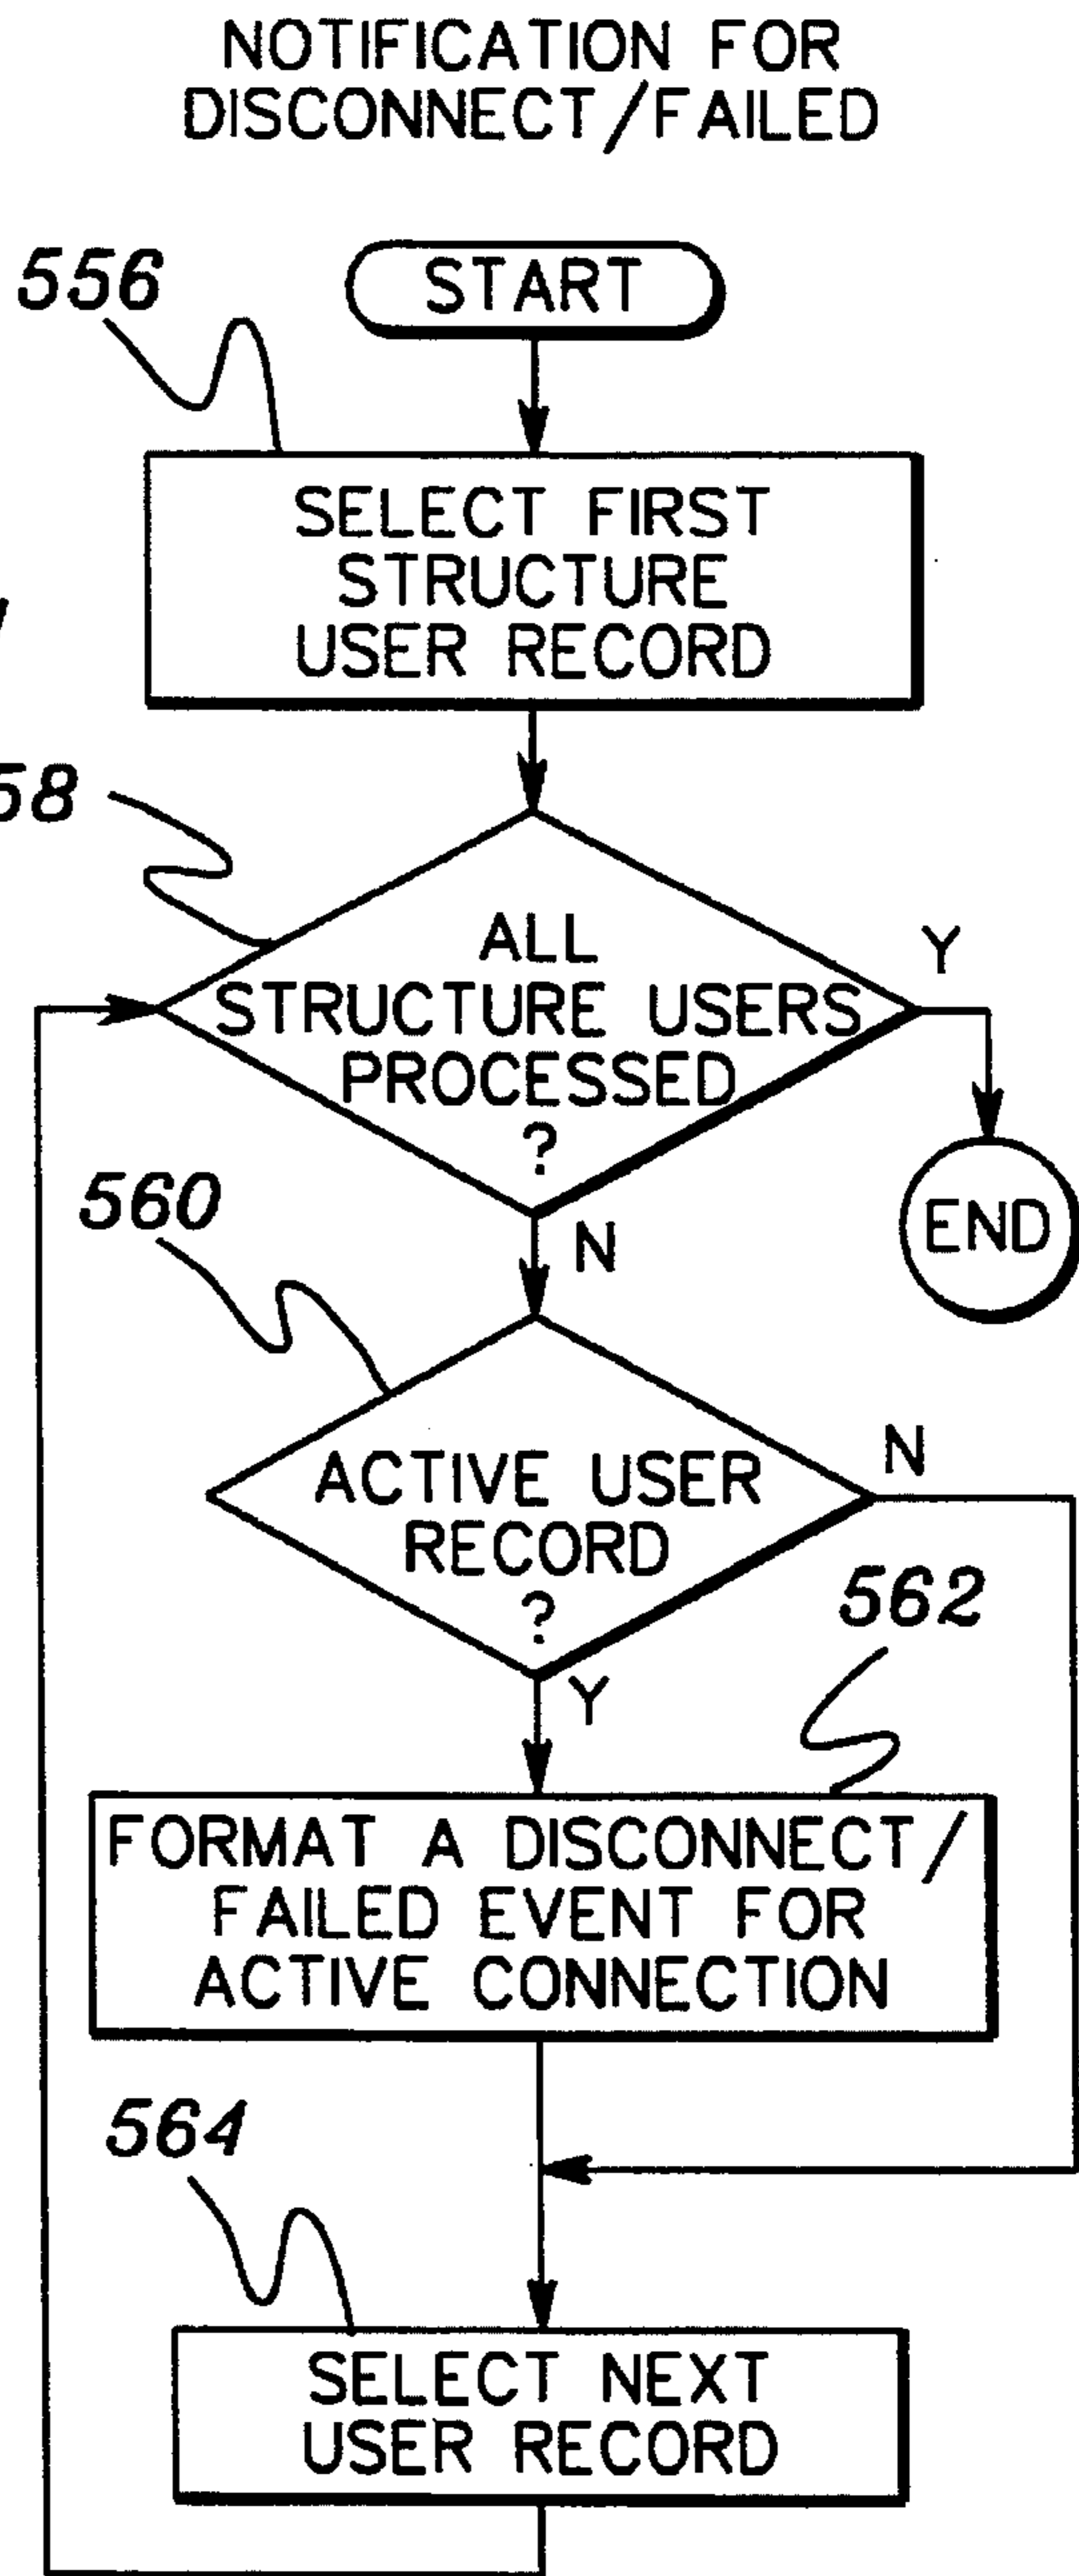 NOTIFICATION FOR
DISCONNECT/FAILED
556
START
SELECT FIRST
STRUCTURE
USER RECORD
58
ALL
STRUCTURE USERS
PROCESSED
?
Y
END
N
560
ACTIVE USER
RECORD
?
N
Y
562
FORMAT A DISCONNECT/
FAILED EVENT FOR
ACTIVE CONNECTION
564
SELECT NEXT
USER RECORD